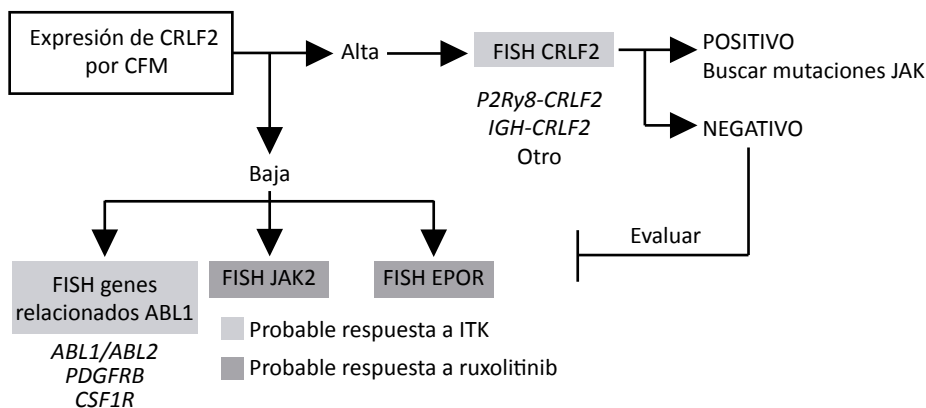 Expresión de CRLF2
por CFM
Alta
FISH CRLF2
P2Ry8-CRLF2
IGH-CRLF2
Otro
POSITIVO
Buscar mutaciones JAK
NEGATIVO
Baja
Evaluar
FISH genes
relacionados ABL1
ABL1/ABL2
PDGFRB
CSF1R
FISH JAK2
FISH EPOR
Probable respuesta a ITK
Probable respuesta a ruxolitinib